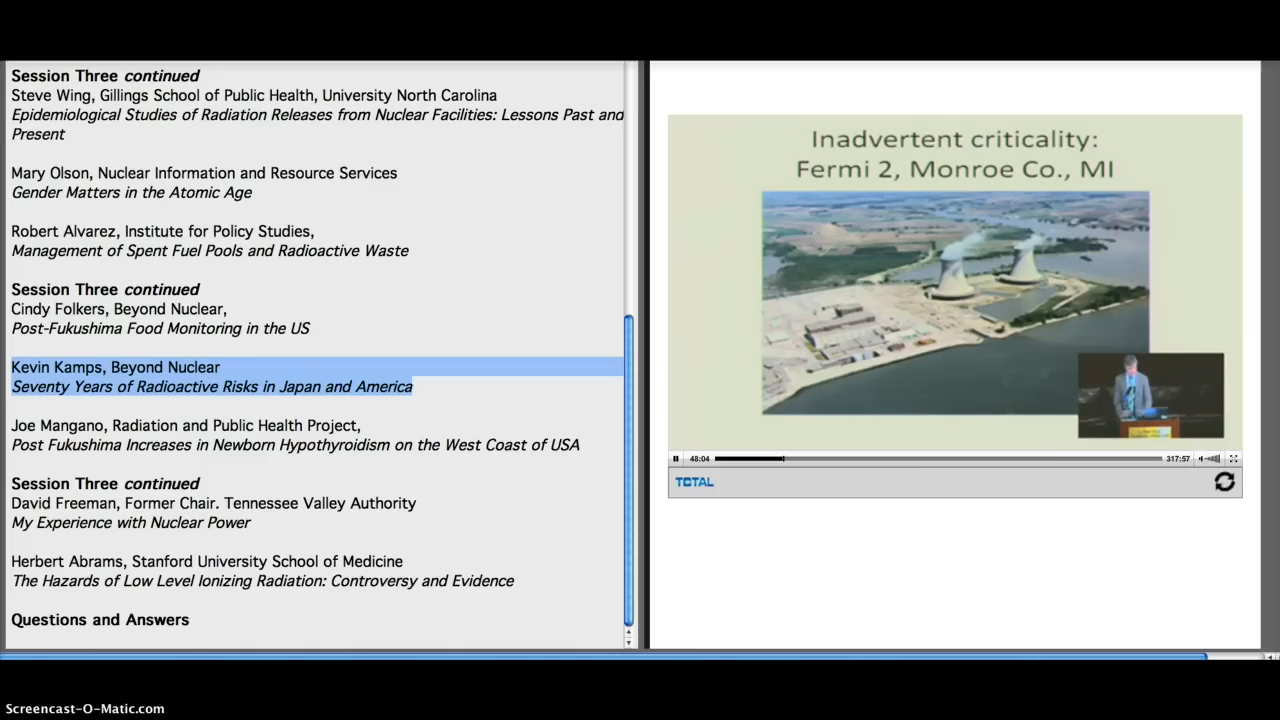 Session Three continued
Steve Wing, Gillings School of Public Health, University North Carolina
Epidemiological Studies of Radiation Releases from Nuclear Facilities: Lessons Past and
Present
Mary Olson, Nuclear Information and Resource Services
Gender Matters in the Atomic Age
Robert Alvarez, Institute for Policy Studies,
Management of Spent Fuel Pools and Radioactive Waste
Session Three continued
Cindy Folkers, Beyond Nuclear,
Post-Fukushima Food Monitoring in the US
Kevin Kamps, Beyond Nuclear
Seventy Years of Radioactive Risks in Japan and America
Joe Mangano, Radiation and Public Health Project,
Post Fukushima Increases in Newborn Hypothyroidism on the West Coast of USA
Session Three continued
David Freeman, Former Chair. Tennessee Valley Authority
My Experience with Nuclear Power
Herbert Abrams, Stanford University School of Medicine
The Hazards of Low Level Ionizing Radiation: Controversy and Evidence
Questions and Answers
Inadvertent criticality:
Fermi 2, Monroe Co., MI
48:04
317:57
TOTAL
Screencast-O-Matic.com